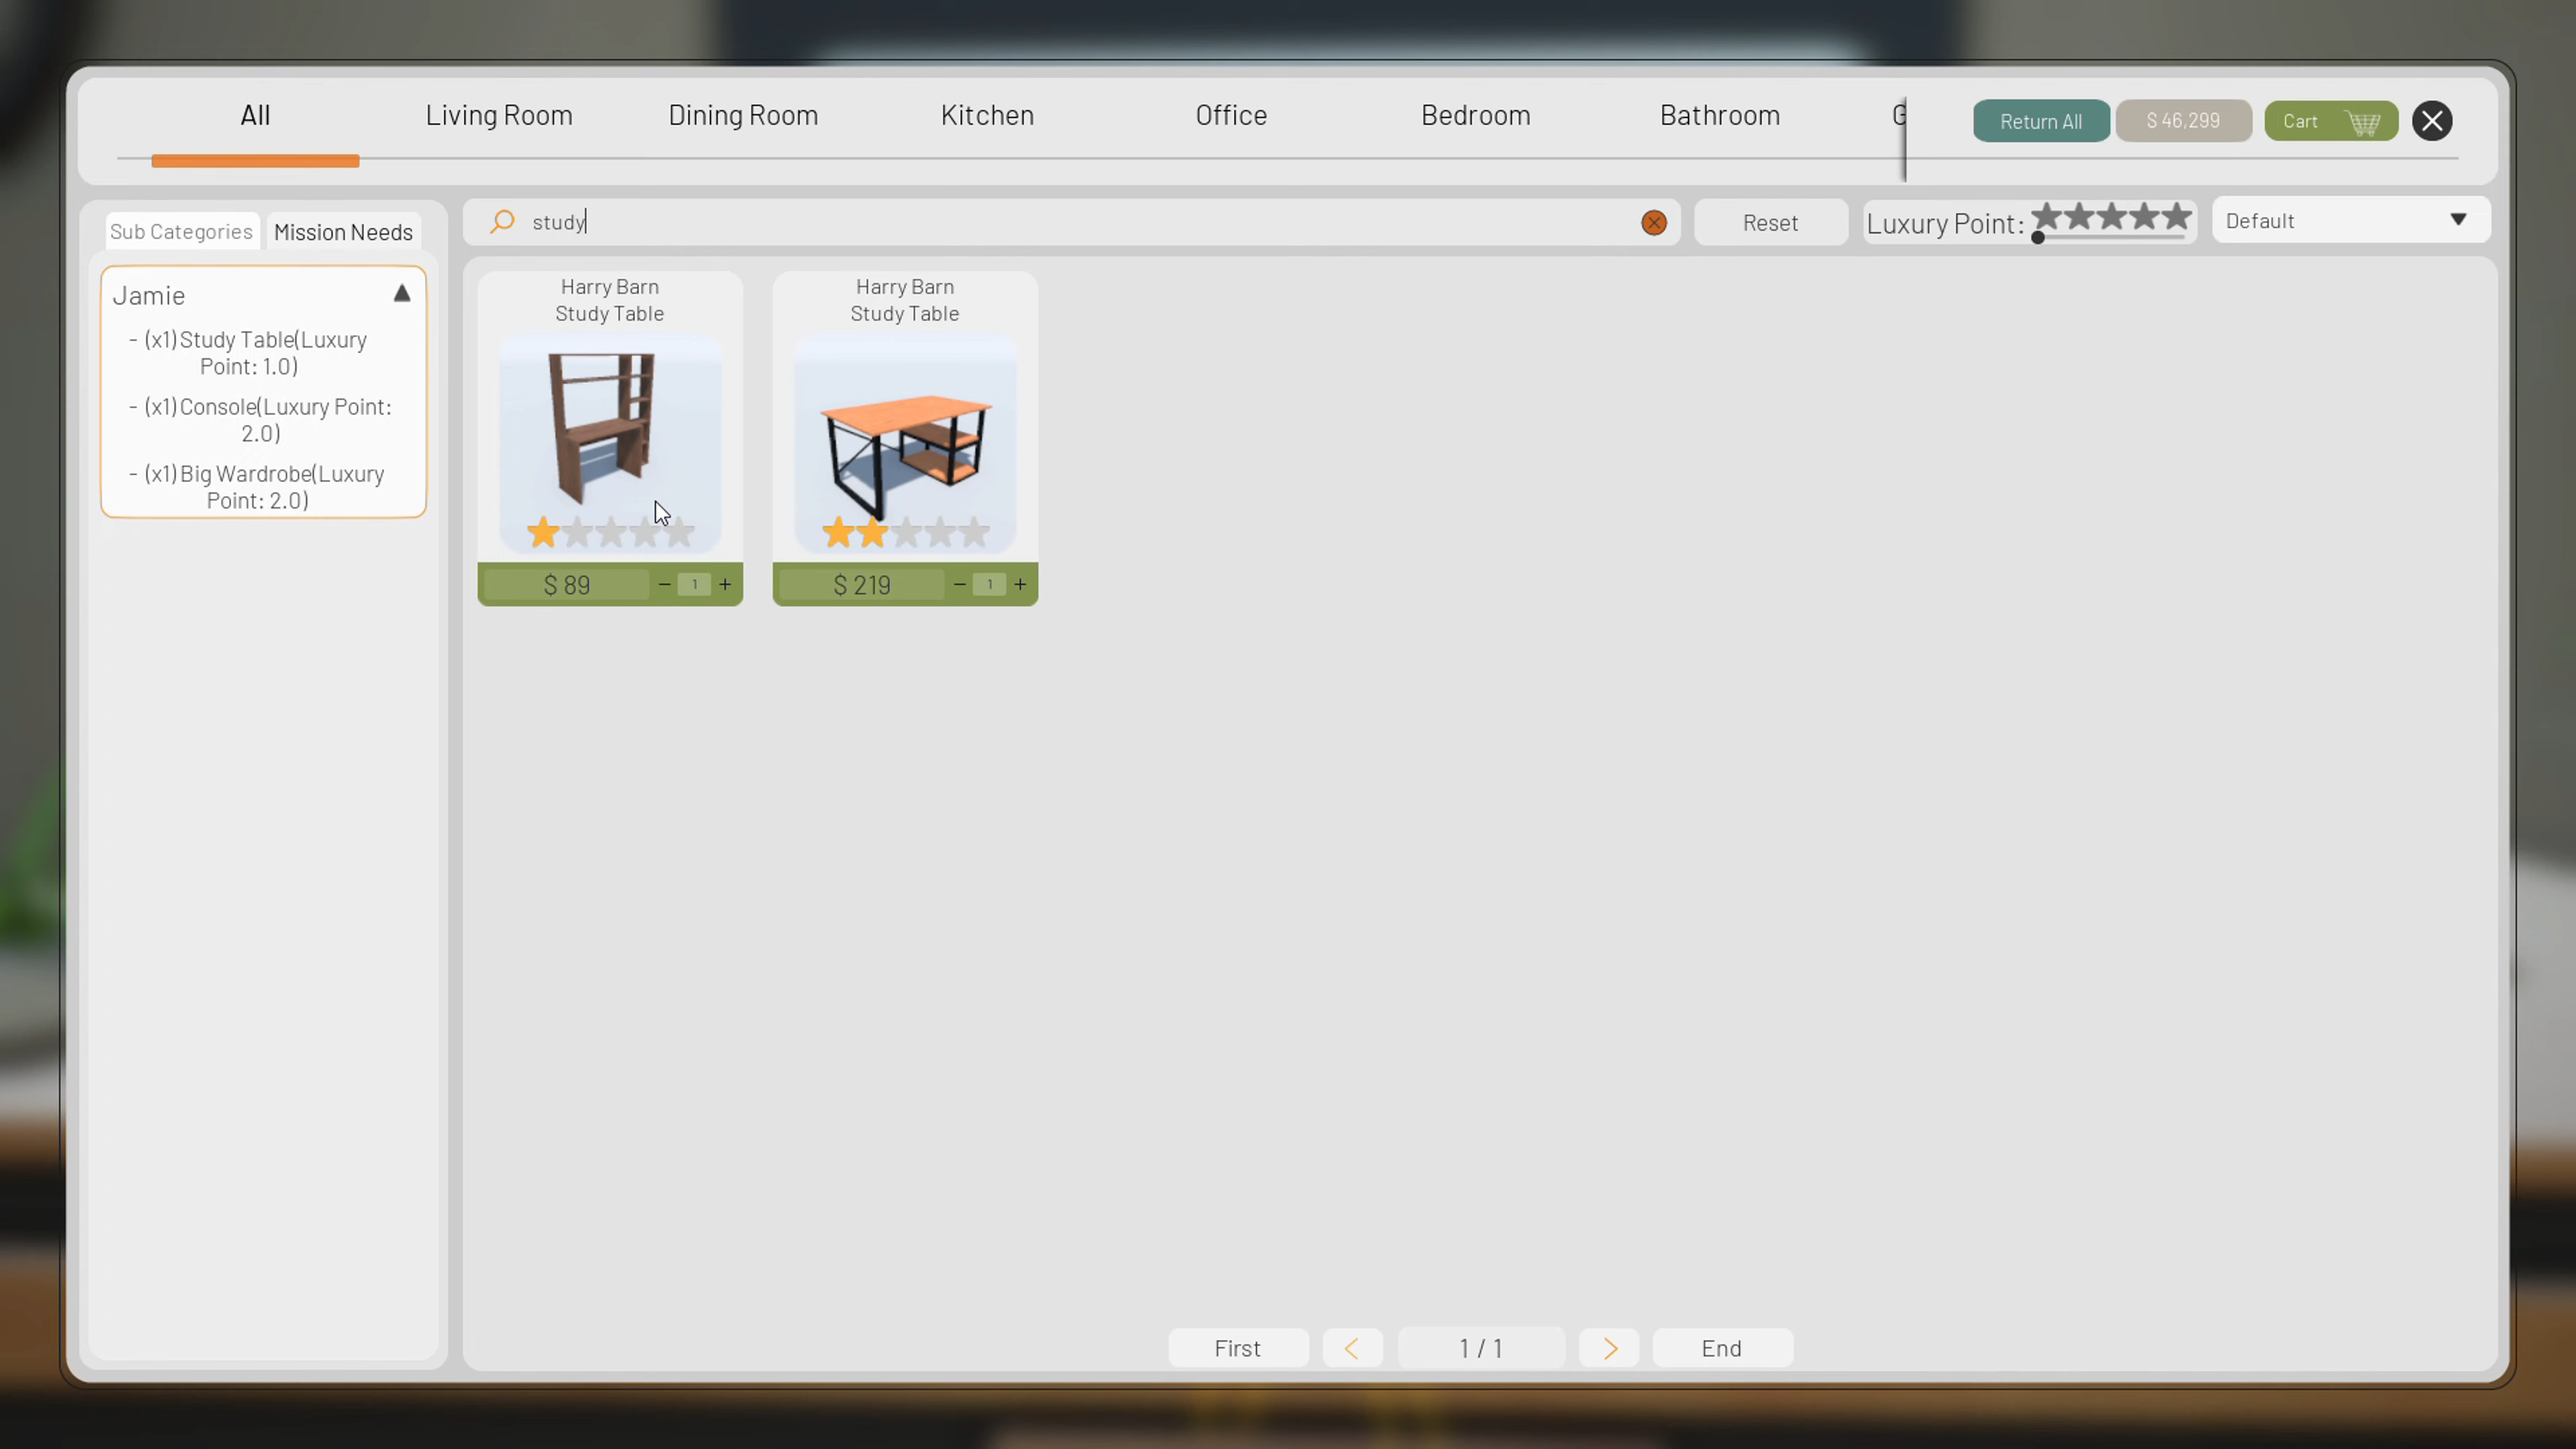 All
Living Room
Dining Room
Kitchen
Office
Bedroom
Bathroom
Return All
$ 46,299
Cart
Sub Categories
Mission Needs
study
Reset
Luxury Point:
Default
Jamie
- (x1)Study Table(Luxury
Point: 1.0)
- (x1)Console(Luxury Point:
2.0)
- (x1)Big Wardrobe(Luxury
Point: 2.0)
Harry Barn
Study Table
$ 89
− 1 +
Harry Barn
Study Table
$ 219
− 1 +
First
<
1 / 1
>
End